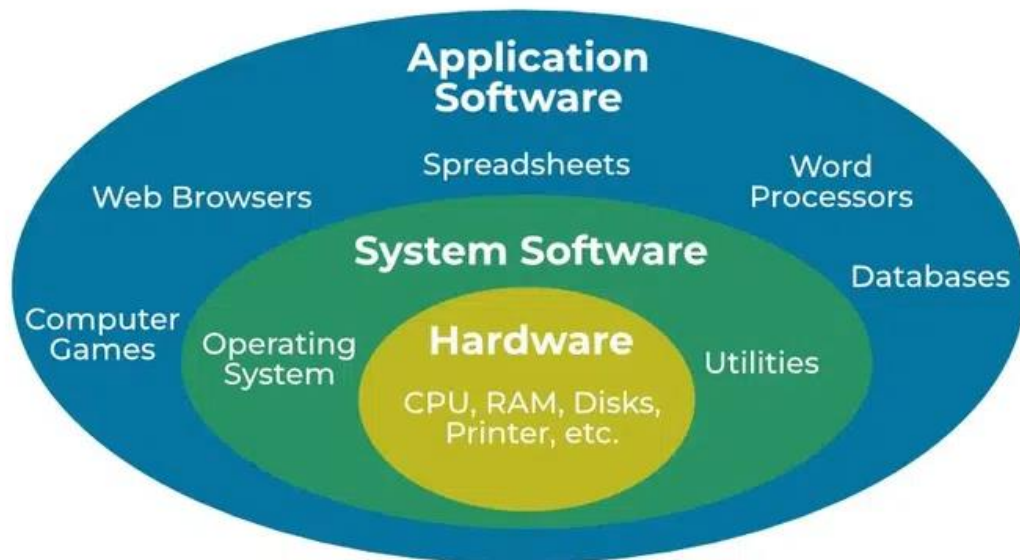 Application
Software
Spreadsheets
Word
Processors
Web Browsers
System Software
Databases
Computer
Games
Operating
System
Hardware
Utilities
CPU, RAM, Disks,
Printer, etc.